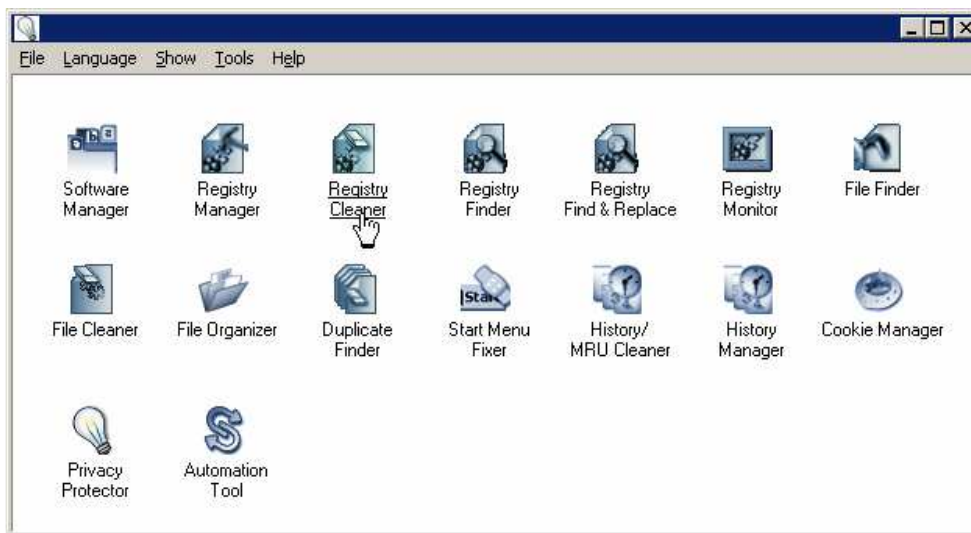 File Language Show Tools Help
Software Manager
Registry Manager
Registry Cleaner
Registry Finder
Registry Find & Replace
Registry Monitor
File Finder
File Cleaner
File Organizer
Duplicate Finder
Start
Start Menu Fixer
History/ MRU Cleaner
History Manager
Cookie Manager
Privacy Protector
Automation Tool